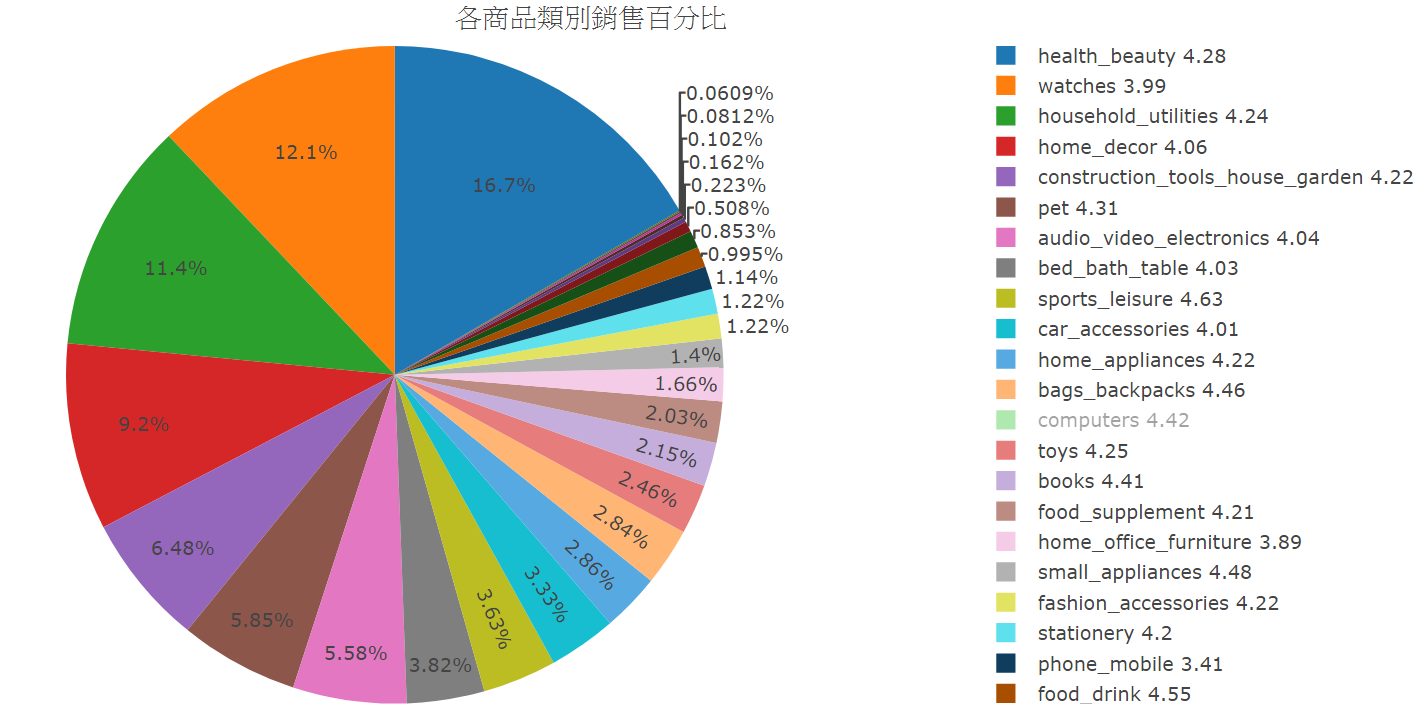 各商品類別銷售百分比
16.7%
12.1%
11.4%
9.2%
6.48%
5.85%
5.58%
3.82%
3.63%
3.33%
2.86%
2.84%
2.46%
2.15%
2.03%
1.66%
1.4%
1.22%
1.22%
1.14%
0.995%
0.853%
0.508%
0.223%
0.162%
0.102%
0.0812%
0.0609%
health_beauty 4.28
watches 3.99
household_utilities 4.24
home_decor 4.06
construction_tools_house_garden 4.22
pet 4.31
audio_video_electronics 4.04
bed_bath_table 4.03
sports_leisure 4.63
car_accessories 4.01
home_appliances 4.22
bags_backpacks 4.46
computers 4.42
toys 4.25
books 4.41
food_supplement 4.21
home_office_furniture 3.89
small_appliances 4.48
fashion_accessories 4.22
stationery 4.2
phone_mobile 3.41
food_drink 4.55